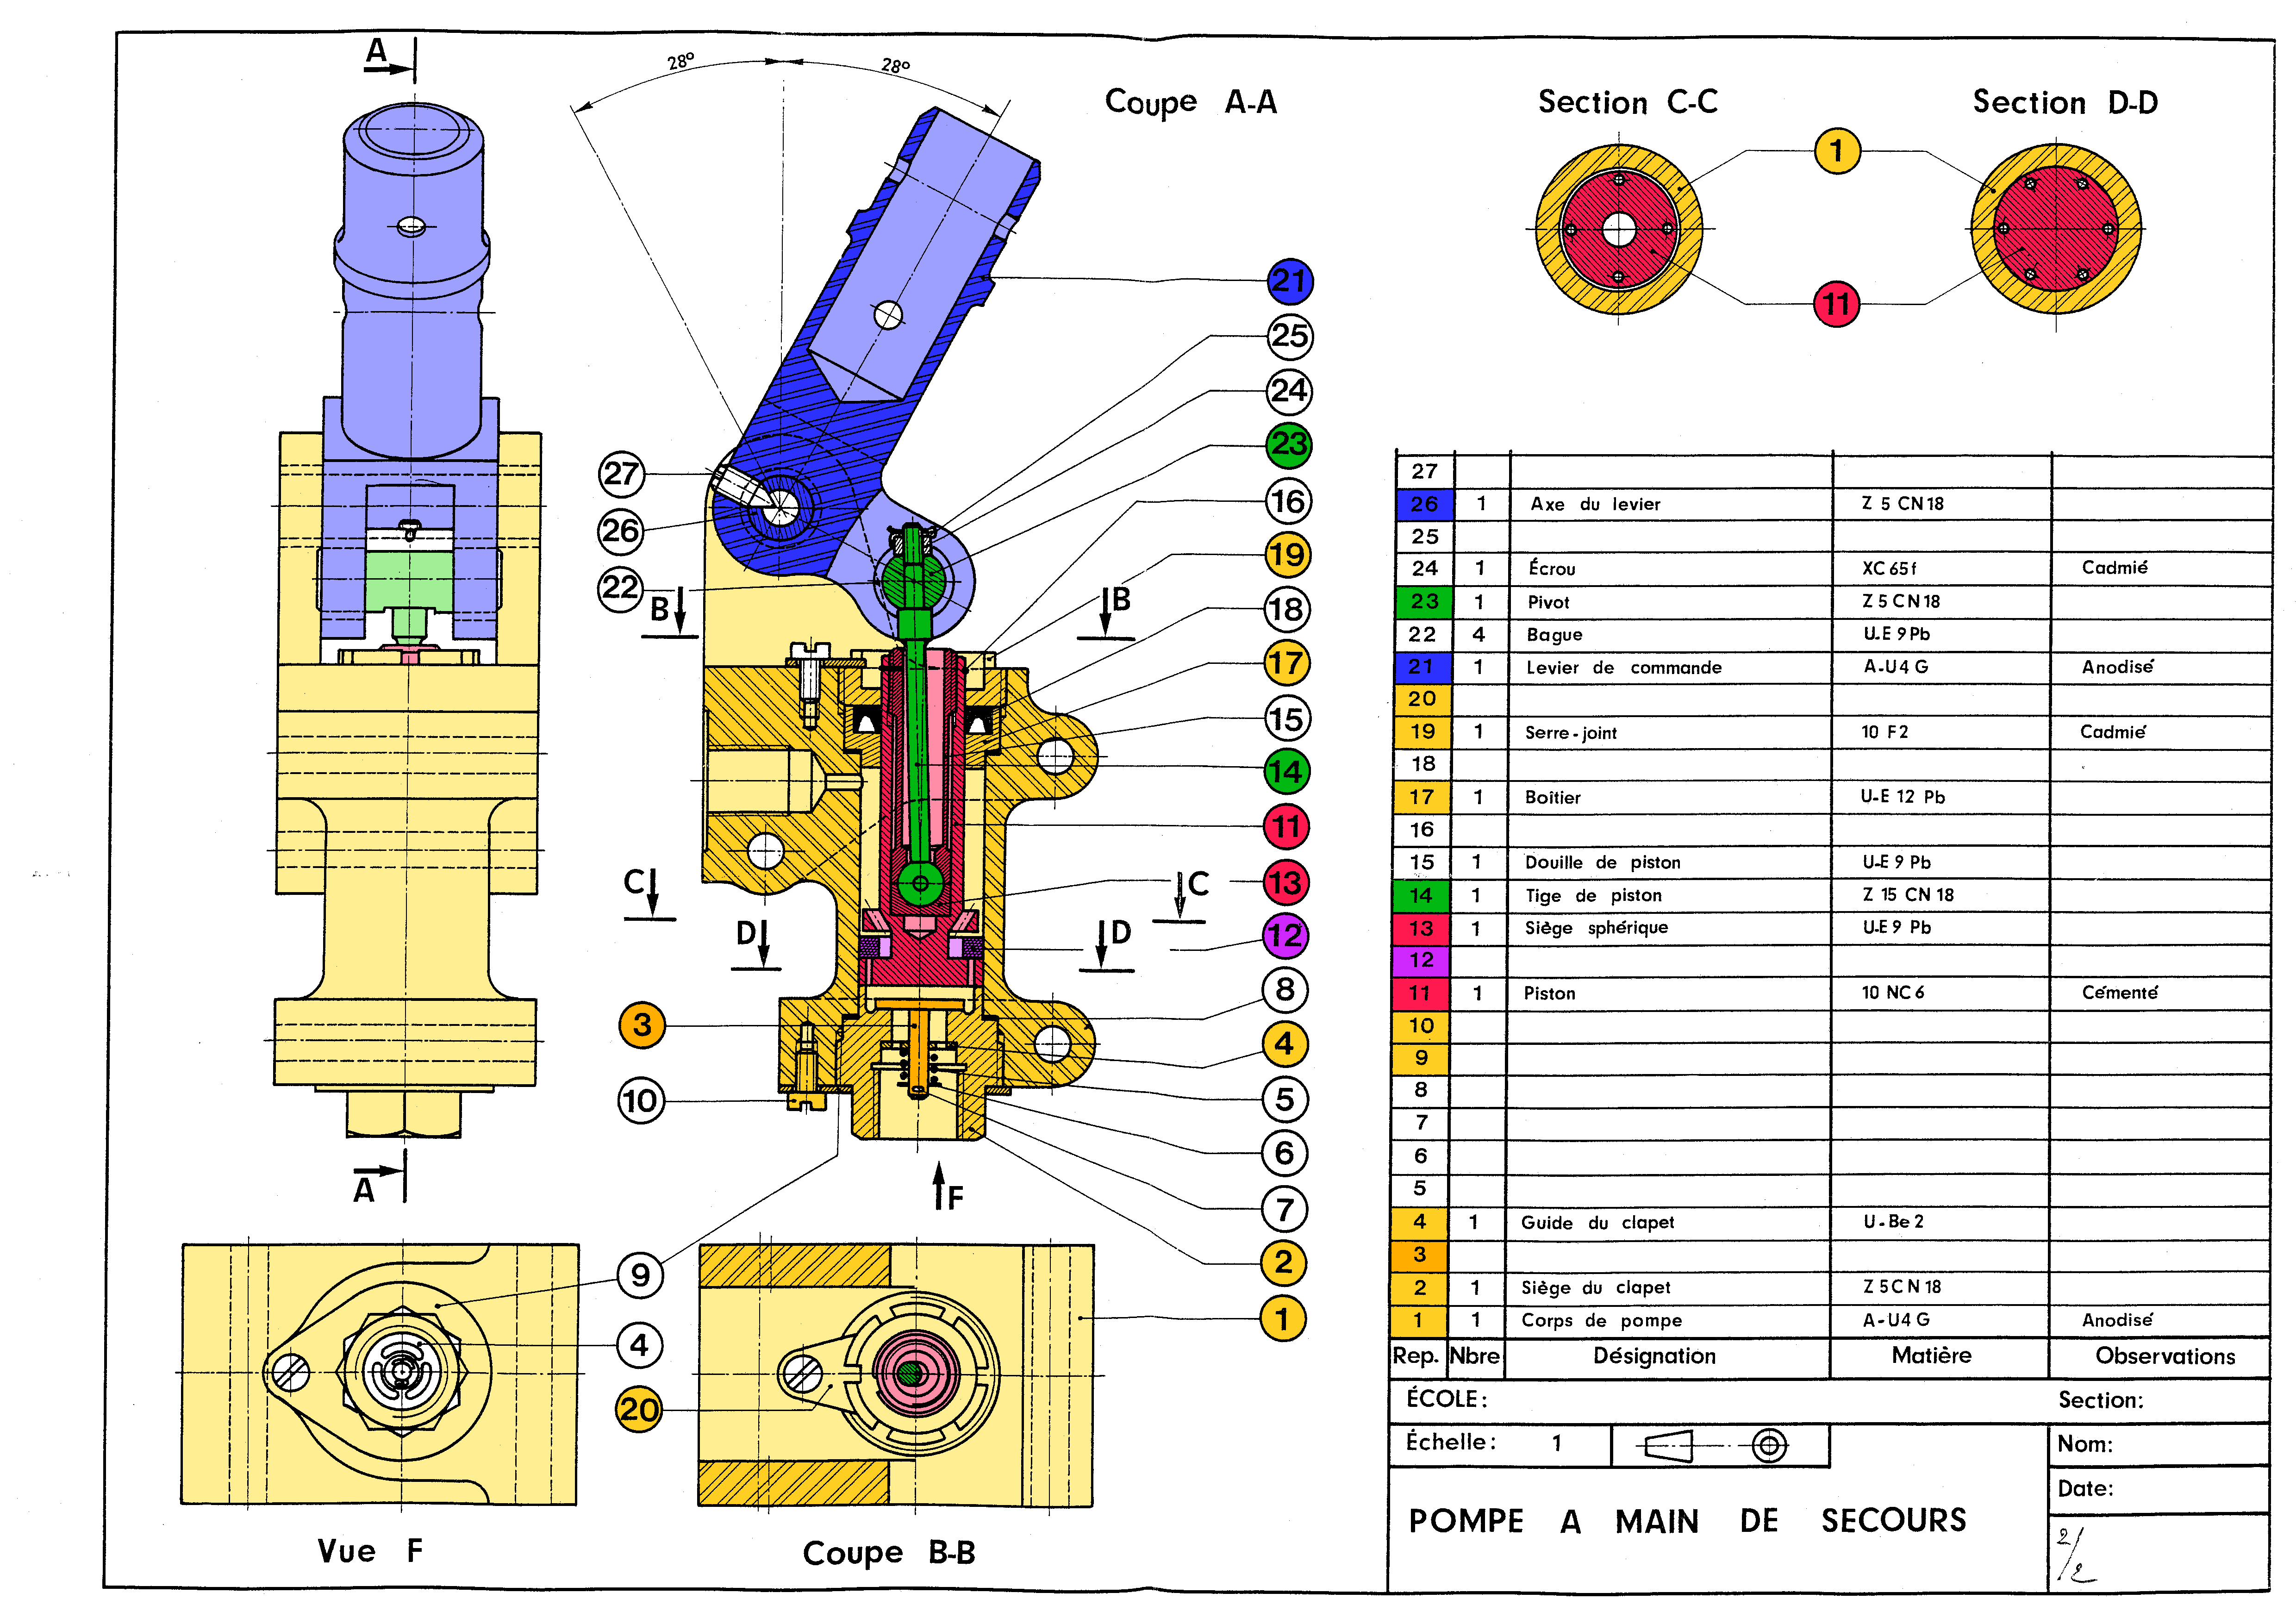 A
28° 28°
Coupe A-A
Section C-C
Section D-D
1
11
21
25
24
23
16
19
18
17
15
14
11
13
12
8
4
5
6
7
2
1
27
26
22
3
10
9
4
20
B B
C C
D D
A
F
Vue F
Coupe B-B
27
26 1 Axe du levier Z 5 CN 18
25
24 1 Écrou XC 65 f Cadmié
23 1 Pivot Z 5 CN 18
22 4 Bague U-E 9 Pb
21 1 Levier de commande A-U4 G Anodisé
20
19 1 Serre-joint 10 F 2 Cadmié
18
17 1 Boîtier U-E 12 Pb
16
15 1 Douille de piston U-E 9 Pb
14 1 Tige de piston Z 15 CN 18
13 1 Siège sphérique U-E 9 Pb
12
11 1 Piston 10 NC 6 Cémenté
10
9
8
7
6
5
4 1 Guide du clapet U-Be 2
3
2 1 Siège du clapet Z 5 CN 18
1 1 Corps de pompe A-U4 G Anodisé
Rep. Nbre Désignation Matière Observations
ÉCOLE: Section:
Échelle: 1 Nom:
Date:
POMPE A MAIN DE SECOURS
2/2